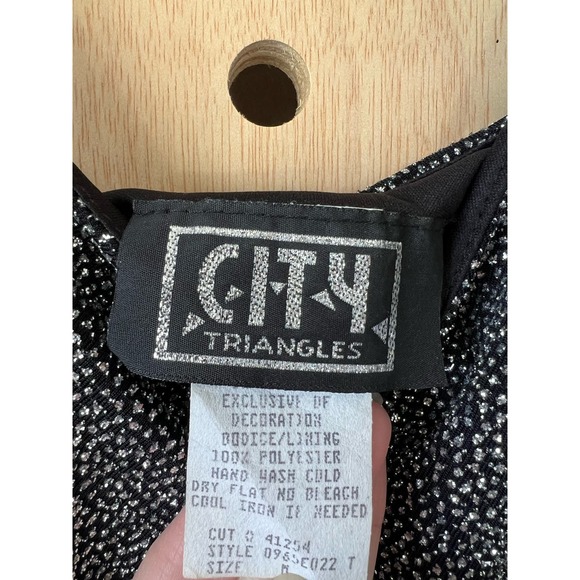 CITY
TRIANGLES
EXCLUSIVE OF
DECORATION
BODICE/LINING
100% POLYESTER
HAND WASH COLD
DRY FLAT NO BLEACH
COOL IRON IF NEEDED
CUT # 41254
STYLE 0965E022 T
SIZE M